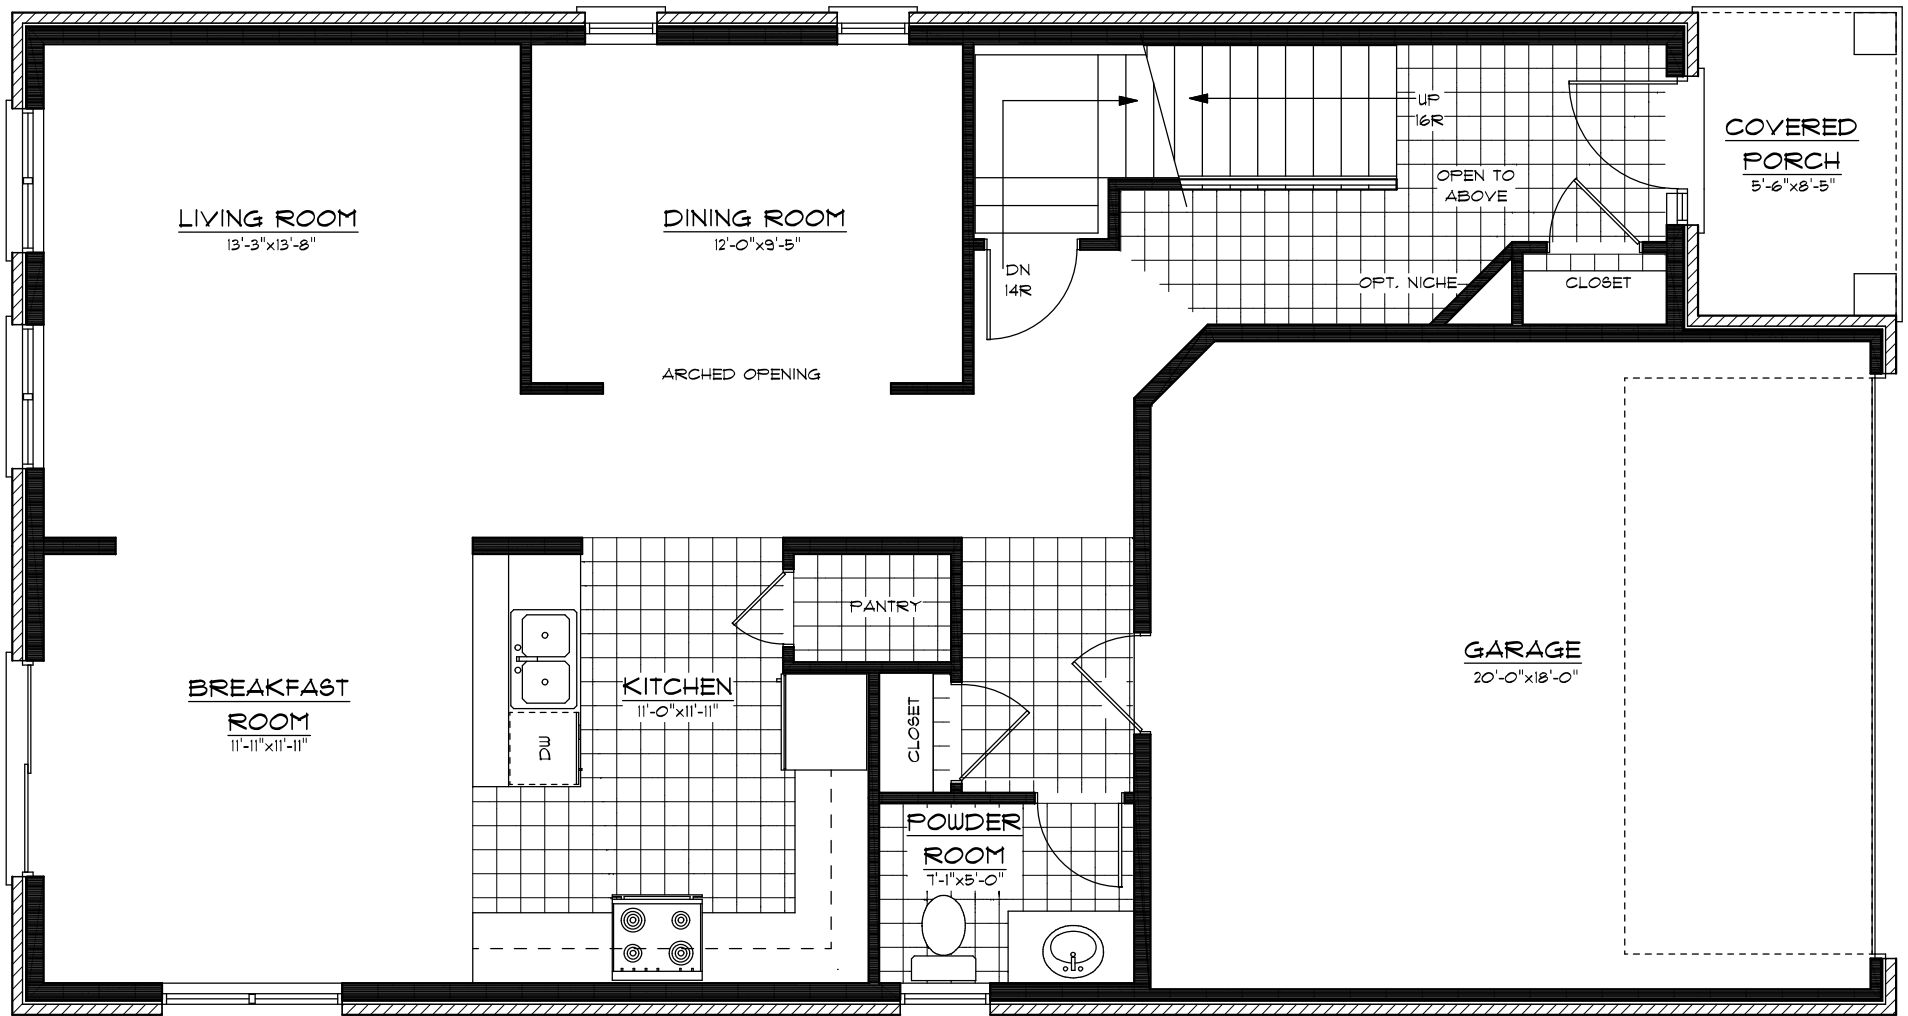 COVERED
PORCH
5'-6"x8'-5"
UP
16R
OPEN TO
ABOVE
LIVING ROOM
13'-3"x13'-8"
DINING ROOM
12'-0"x9'-5"
DN
14R
OPT. NICHE
CLOSET
ARCHED OPENING
PANTRY
GARAGE
20'-0"x18'-0"
BREAKFAST
ROOM
11'-11"x11'-11"
KITCHEN
11'-0"x11'-11"
DW
CLOSET
POWDER
ROOM
7'-1"x5'-0"